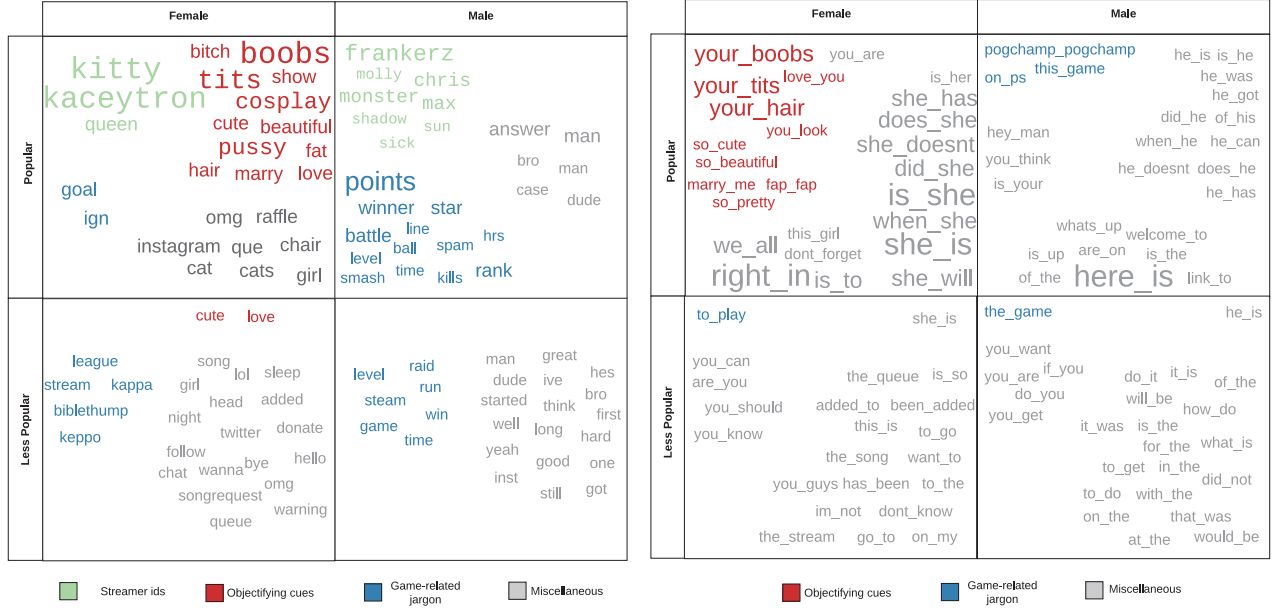 Female Male
Popular
bitch boobs
kitty tits show
kaceytron cosplay
queen cute beautiful
pussy fat
hair marry love
goal
ign omg raffle
instagram que chair
cat cats girl
frankerz
molly chris
monster max
shadow sun
sick
answer man
bro man
case dude
points
winner star
battle line
ball spam hrs
level
smash time kills rank
Less Popular
cute love
league song
lol sleep
stream kappa girl
biblethump head added
night
keppo twitter donate
follow
chat wanna bye hello
omg
songrequest
queue warning
level raid
run
steam
game win
time
man great
dude ive hes
started think bro
first
well long
hard
yeah
good one
inst
still got
Streamer ids Objectifying cues Game-related jargon Miscellaneous
Female Male
Popular
your_boobs you_are
your_tits love_you is_her
your_hair she_has
you_look does_she
so_cute she_doesnt
so_beautiful did_she
marry_me fap_fap is_she
so_pretty
when_she
we_all this_girl
dont_forget she_is
right_in is_to she_will
pogchamp_pogchamp he_is is_he
on_ps this_game he_was
he_got
did_he of_his
hey_man when_he he_can
you_think
is_your he_doesnt does_he
he_has
whats_up welcome_to
is_up are_on is_the
of_the here_is link_to
Less Popular
to_play she_is
you_can
are_you the_queue is_so
you_should added_to been_added
you_know this_is to_go
the_song want_to
you_guys has_been to_the
im_not dont_know
the_stream go_to on_my
the_game he_is
you_want
you_are if_you do_it it_is
do_you will_be of_the
you_get how_do
it_was is_the
for_the what_is
to_get in_the
did_not
to_do with_the
on_the that_was
at_the would_be
Objectifying cues Game-related jargon Miscellaneous